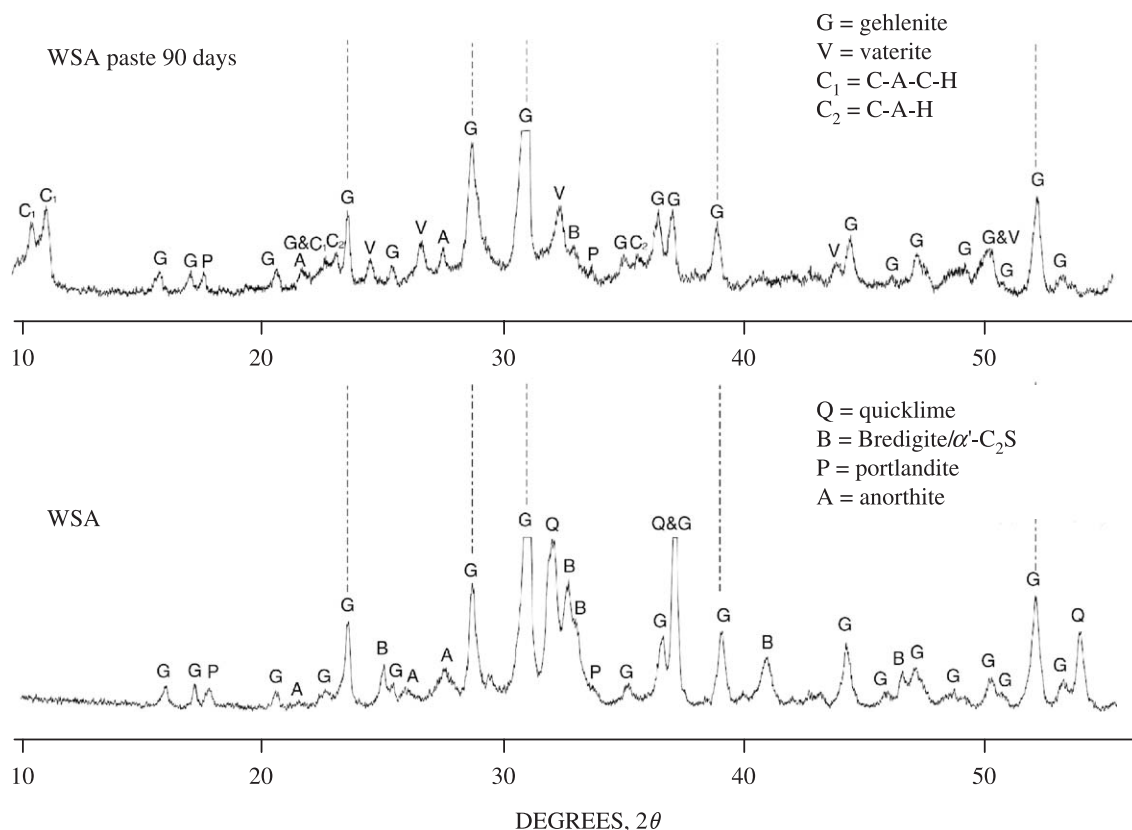 WSA paste 90 days
G = gehlenite
V = vaterite
C₁ = C-A-C-H
C₂ = C-A-H
C₁ C₁ G G P G G&C₁ A C₂ G V G V A G G V B P G C₂ G G G V G G G G G&V G G G
10 20 30 40 50
WSA
Q = quicklime
B = Bredigite/α'-C₂S
P = portlandite
A = anorthite
G G P G A G G B G A A G G Q B B P G G Q&G G B G G B G G G G G G Q
10 20 30 40 50
DEGREES, 2θ